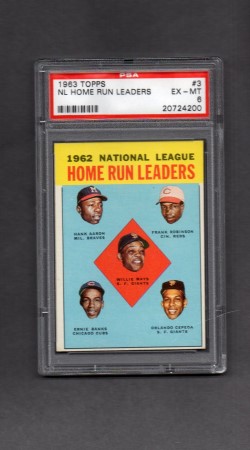 PSA
1963 TOPPS #3
NL HOME RUN LEADERS EX - MT
6
20724200
1962 NATIONAL LEAGUE
HOME RUN LEADERS
HANK AARON
MIL. BRAVES
FRANK ROBINSON
CIN. REDS
WILLIE MAYS
S. F. GIANTS
ERNIE BANKS
CHICAGO CUBS
ORLANDO CEPEDA
S. F. GIANTS